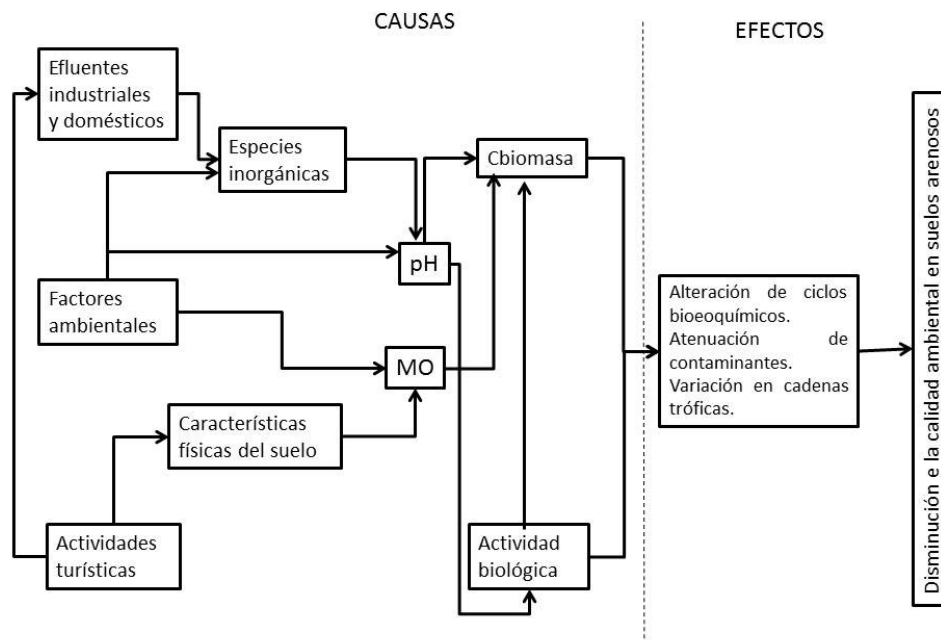 CAUSAS
EFECTOS
Efluentes
industriales
y domésticos
Especies
inorgánicas
Cbiomasa
pH
Factores
ambientales
MO
Características
físicas del suelo
Actividades
turísticas
Actividad
biológica
Alteración de ciclos
bioeoquímicos.
Atenuación de
contaminantes.
Variación en cadenas
tróficas.
Disminución e la calidad ambiental en suelos arenosos